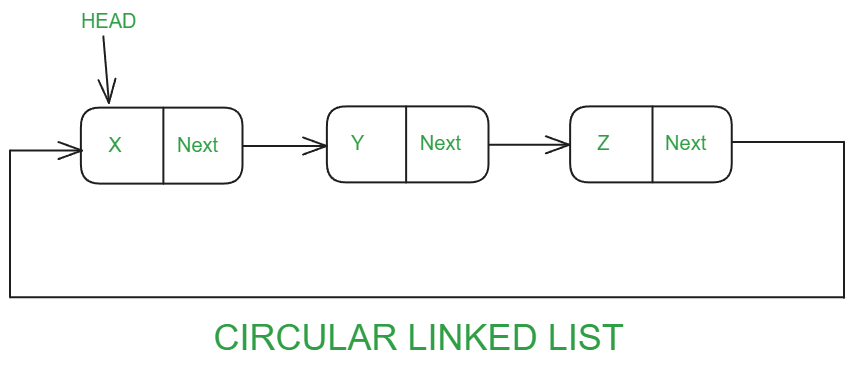 HEAD
X Next Y Next Z Next
CIRCULAR LINKED LIST